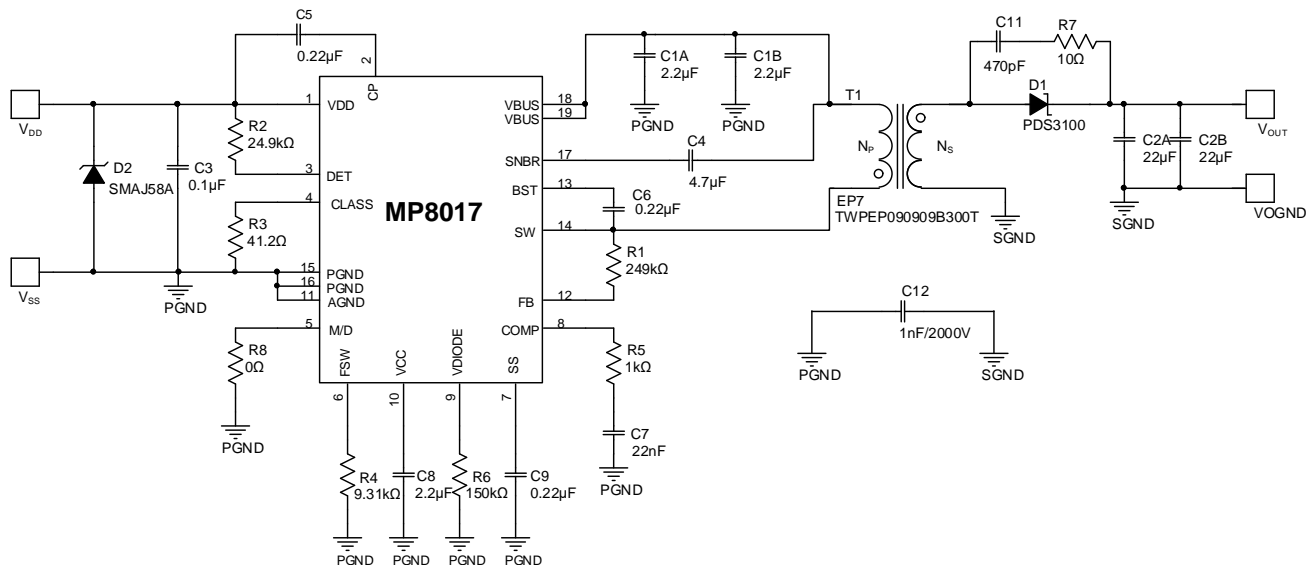 C5
0.22µF
2
CP
C1A
2.2µF
C1B
2.2µF
PGND
PGND
C11
470pF
R7
10Ω
D1
PDS3100
V_DD
1
VDD
R2
24.9kΩ
3
DET
D2
SMAJ58A
C3
0.1µF
4
CLASS
R3
41.2Ω
V_SS
PGND
15
PGND
16
PGND
11
AGND
5
M/D
R8
0Ω
PGND
MP8017
VBUS
18
VBUS
19
SNBR
17
C4
4.7µF
BST
13
C6
0.22µF
SW
14
R1
249kΩ
FB
12
COMP
8
R5
1kΩ
C7
22nF
PGND
T1
N_P
N_S
EP7
TWPEP090909B300T
SGND
C2A
22µF
C2B
22µF
V_OUT
VOGND
SGND
C12
1nF/2000V
PGND
SGND
FSW
VCC
VDIODE
SS
6
10
9
7
R4
9.31kΩ
C8
2.2µF
R6
150kΩ
C9
0.22µF
PGND
PGND
PGND
PGND